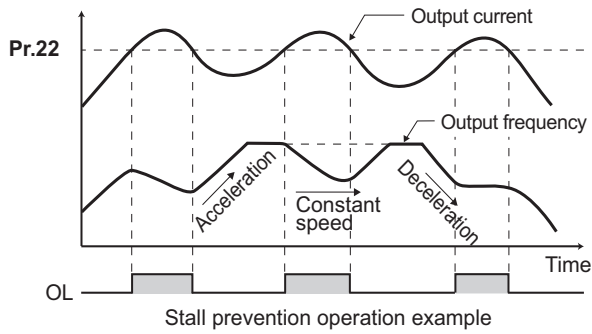 Output current
Pr.22
Output frequency
Acceleration
Constant
speed
Deceleration
Time
OL
Stall prevention operation example